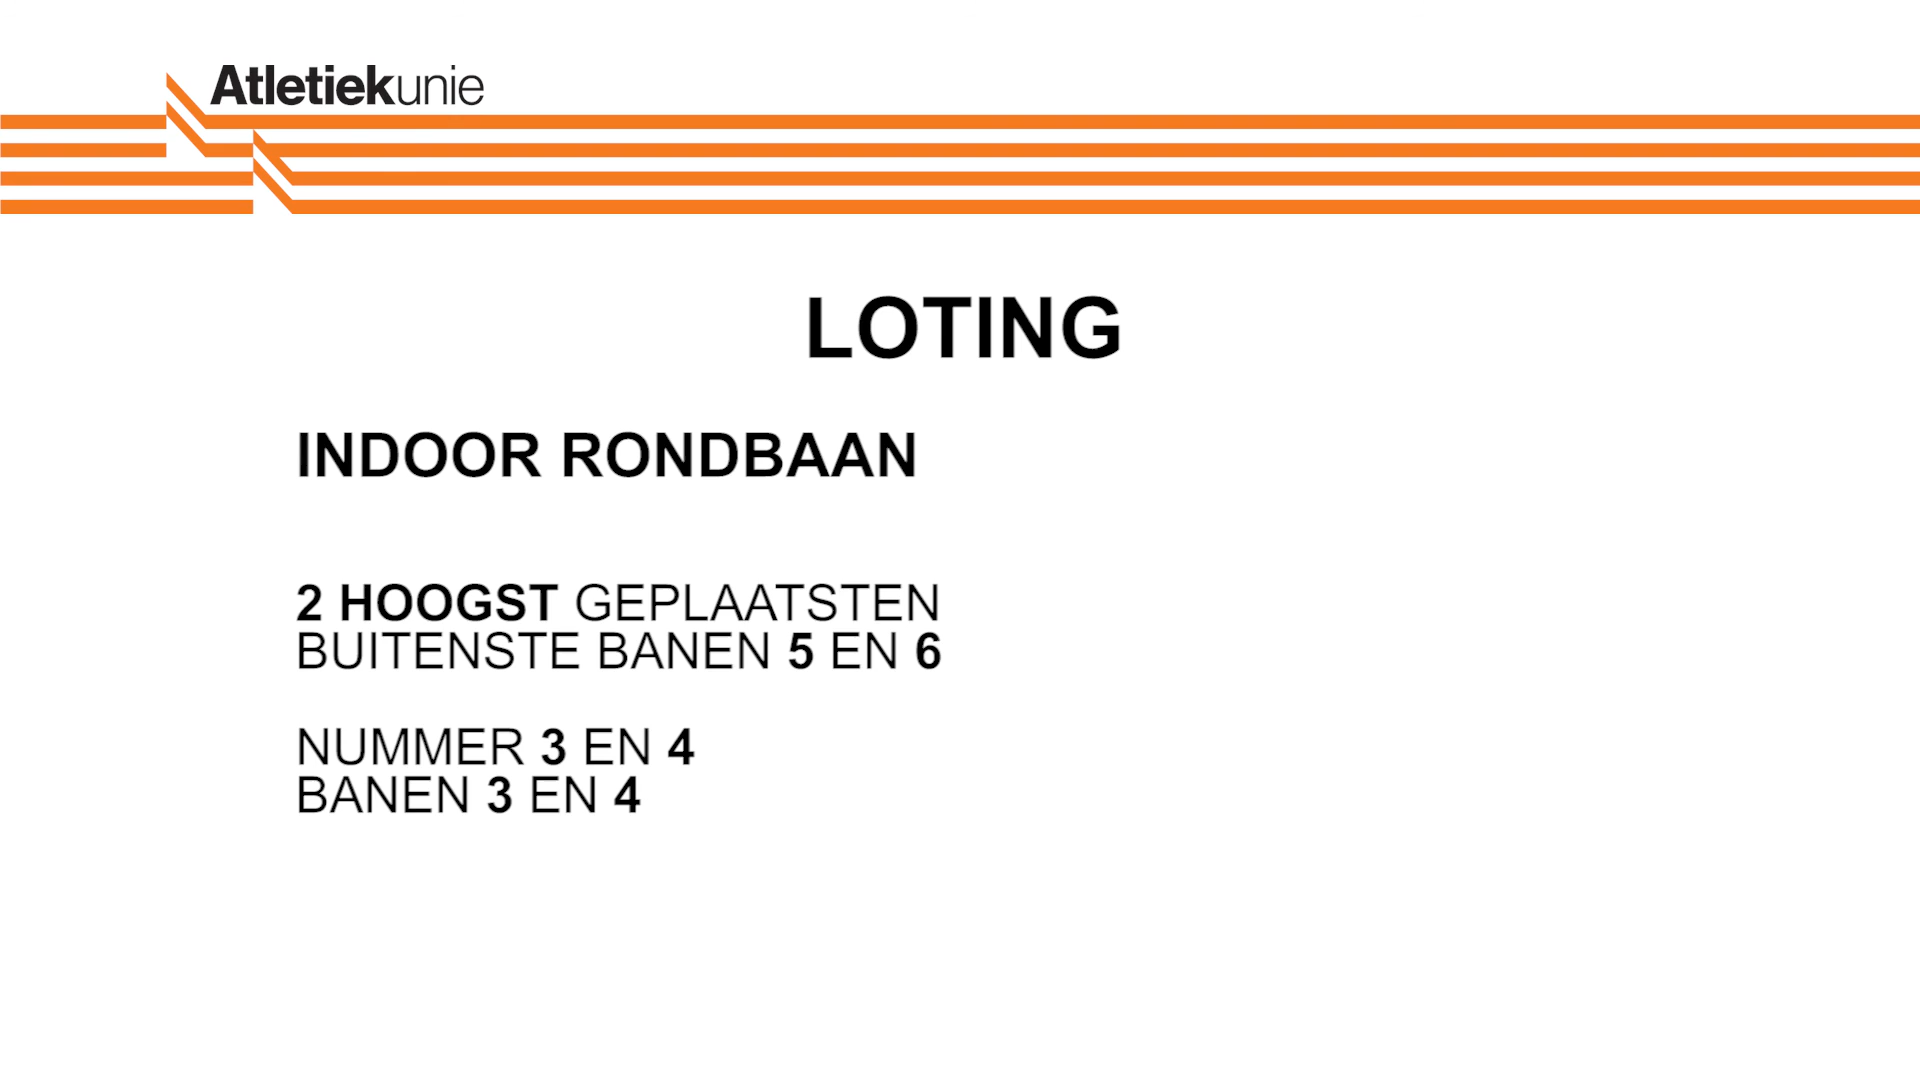 Atletiekunie
LOTING
INDOOR RONDBAAN
2 HOOGST GEPLAATSTEN
BUITENSTE BANEN 5 EN 6
NUMMER 3 EN 4
BANEN 3 EN 4